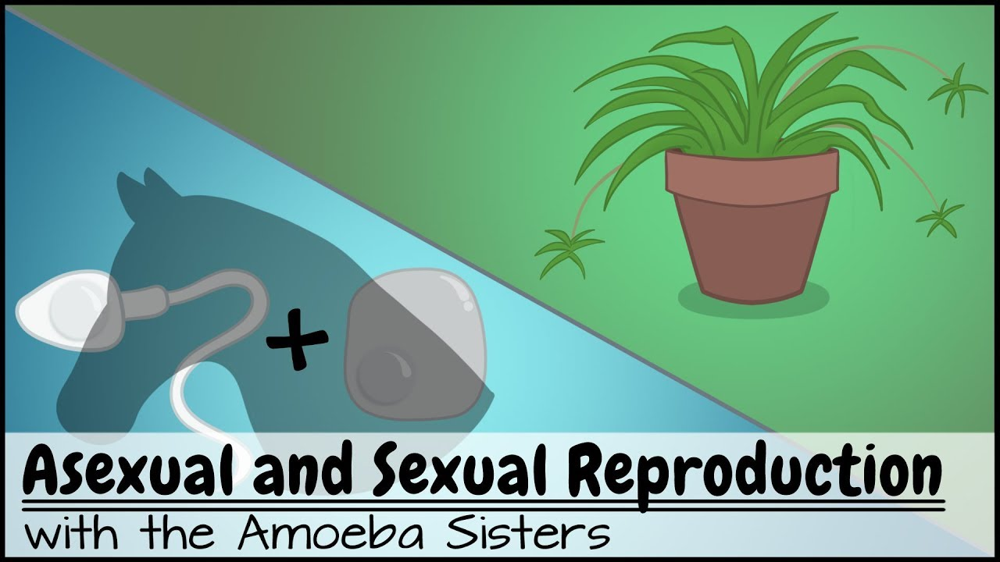 Asexual and Sexual Reproduction
with the Amoeba Sisters